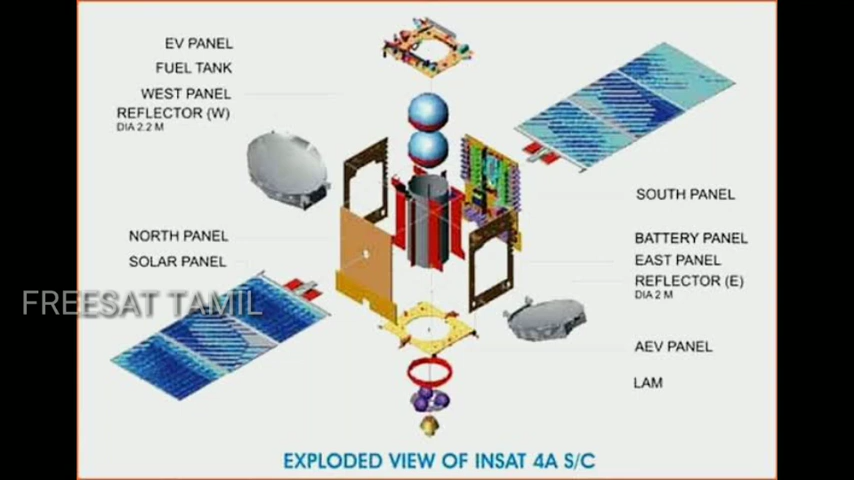 EV PANEL
FUEL TANK
WEST PANEL
REFLECTOR (W)
DIA 2.2 M
NORTH PANEL
SOLAR PANEL
FREESAT TAMIL
SOUTH PANEL
BATTERY PANEL
EAST PANEL
REFLECTOR (E)
DIA 2 M
AEV PANEL
LAM
EXPLODED VIEW OF INSAT 4A S/C